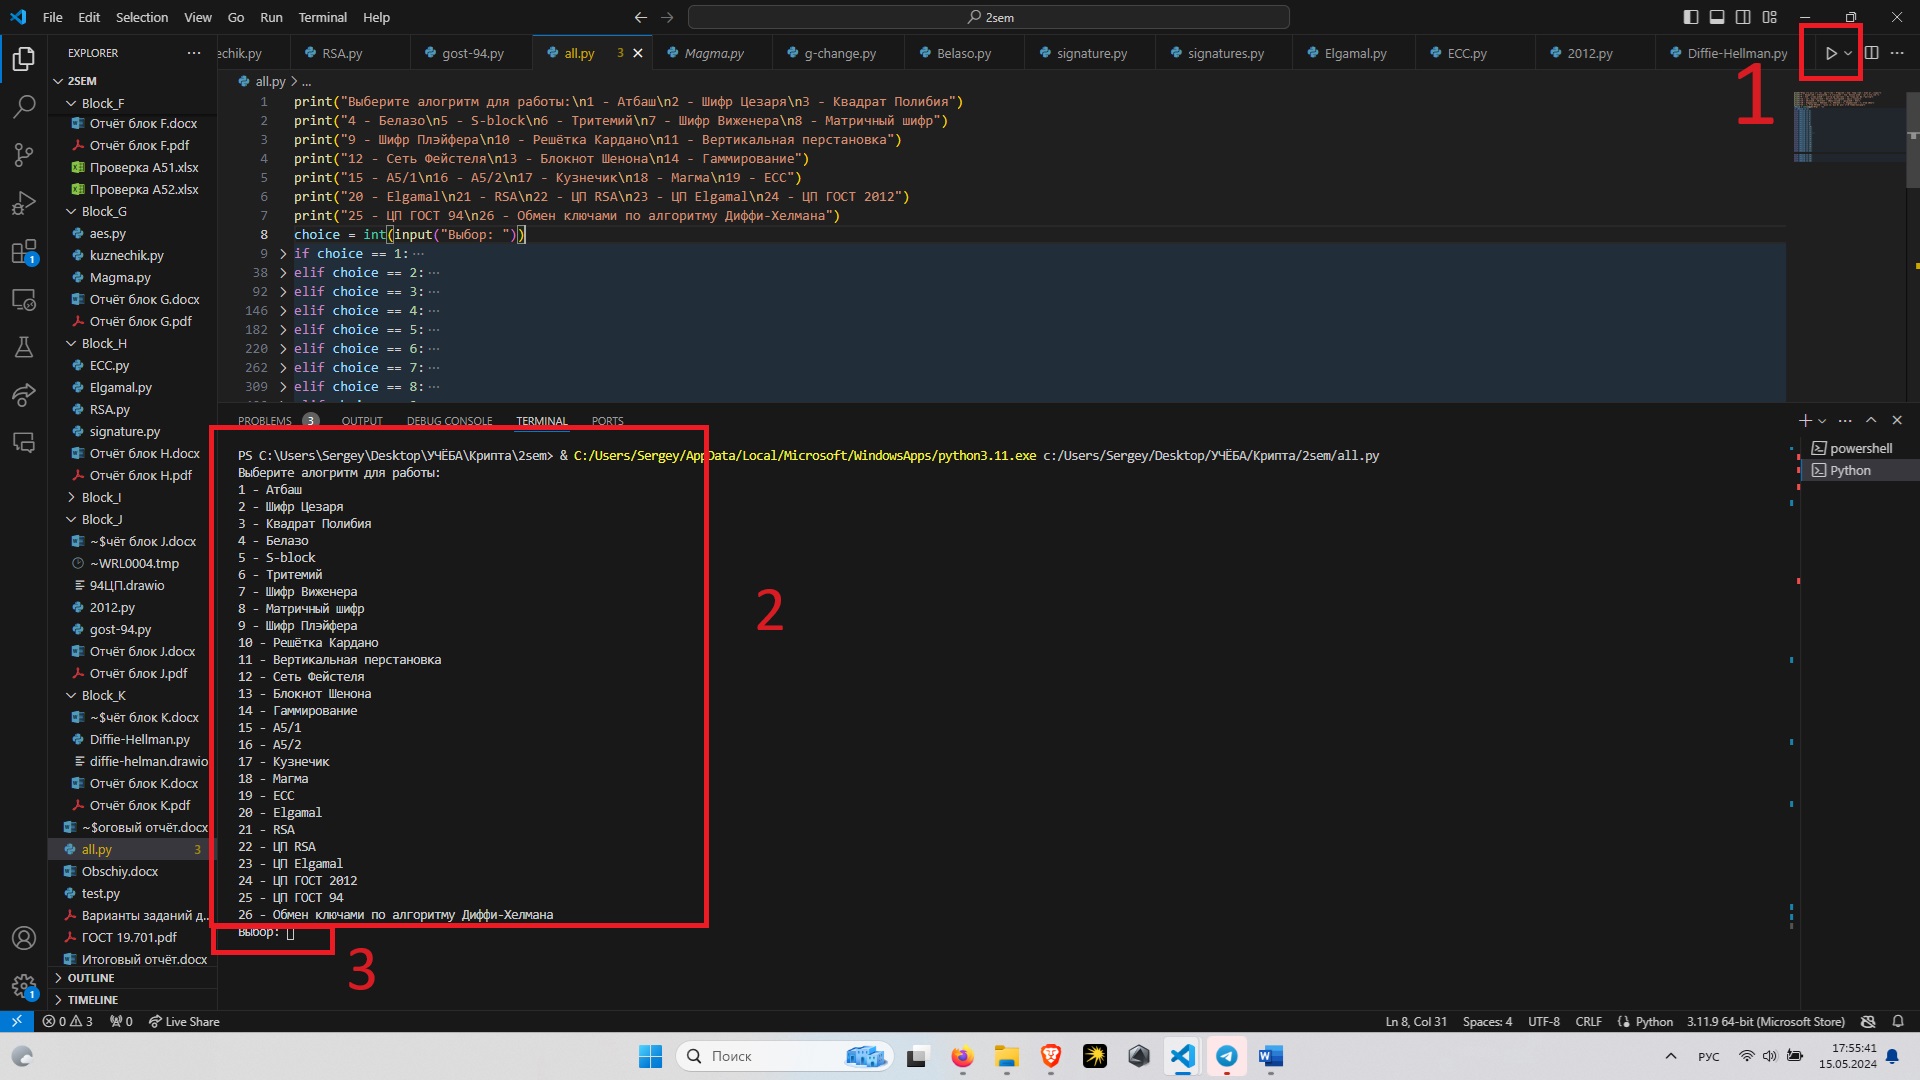 File Edit Selection View Go Run Terminal Help
2sem
EXPLORER
echik.py RSA.py gost-94.py all.py 3 Magma.py g-change.py Belaso.py signature.py signatures.py Elgamal.py ECC.py 2012.py Diffie-Hellman.py
1
all.py > ...
2SEM
Block_F
Отчёт блок F.docx
Отчёт блок F.pdf
Проверка A51.xlsx
Проверка A52.xlsx
Block_G
aes.py
kuznechik.py
Magma.py
Отчёт блок G.docx
Отчёт блок G.pdf
Block_H
ECC.py
Elgamal.py
RSA.py
signature.py
Отчёт блок H.docx
Отчёт блок H.pdf
Block_I
Block_J
~$чёт блок J.docx
~WRL0004.tmp
94ЦП.drawio
2012.py
gost-94.py
Отчёт блок J.docx
Отчёт блок J.pdf
Block_K
~$чёт блок K.docx
Diffie-Hellman.py
diffie-helman.drawio
Отчёт блок K.docx
Отчёт блок K.pdf
~$оговый отчёт.docx
all.py 3
Obschiy.docx
test.py
Варианты заданий д...
ГОСТ 19.701.pdf
Итоговый отчёт.docx
OUTLINE
TIMELINE
1 print("Выберите алогритм для работы:\n1 - Атбаш\n2 - Шифр Цезаря\n3 - Квадрат Полибия")
2 print("4 - Белазо\n5 - S-block\n6 - Тритемий\n7 - Шифр Виженера\n8 - Матричный шифр")
3 print("9 - Шифр Плэйфера\n10 - Решётка Кардано\n11 - Вертикальная перстановка")
4 print("12 - Сеть Фейстеля\n13 - Блокнот Шенона\n14 - Гаммирование")
5 print("15 - A5/1\n16 - A5/2\n17 - Кузнечик\n18 - Магма\n19 - ECC")
6 print("20 - Elgamal\n21 - RSA\n22 - ЦП RSA\n23 - ЦП Elgamal\n24 - ЦП ГОСТ 2012")
7 print("25 - ЦП ГОСТ 94\n26 - Обмен ключами по алгоритму Диффи-Хелмана")
8 choice = int(input("Выбор: "))
9 if choice == 1: ...
38 elif choice == 2: ...
92 elif choice == 3: ...
146 elif choice == 4: ...
182 elif choice == 5: ...
220 elif choice == 6: ...
262 elif choice == 7: ...
309 elif choice == 8: ...
PROBLEMS 3 OUTPUT DEBUG CONSOLE TERMINAL PORTS
powershell
Python
PS C:\Users\Sergey\Desktop\УЧЁБА\Крипта\2sem> & C:/Users/Sergey/AppData/Local/Microsoft/WindowsApps/python3.11.exe c:/Users/Sergey/Desktop/УЧЁБА/Крипта/2sem/all.py
Выберите алогритм для работы:
1 - Атбаш
2 - Шифр Цезаря
3 - Квадрат Полибия
4 - Белазо
5 - S-block
6 - Тритемий
7 - Шифр Виженера
8 - Матричный шифр
9 - Шифр Плэйфера
10 - Решётка Кардано
11 - Вертикальная перстановка
12 - Сеть Фейстеля
13 - Блокнот Шенона
14 - Гаммирование
15 - A5/1
16 - A5/2
17 - Кузнечик
18 - Магма
19 - ECC
20 - Elgamal
21 - RSA
22 - ЦП RSA
23 - ЦП Elgamal
24 - ЦП ГОСТ 2012
25 - ЦП ГОСТ 94
26 - Обмен ключами по алгоритму Диффи-Хелмана
Выбор:
2
3
1
1
0 3 0 Live Share
Ln 8, Col 31 Spaces: 4 UTF-8 CRLF Python 3.11.9 64-bit (Microsoft Store)
Поиск
РУС
17:55:41
15.05.2024